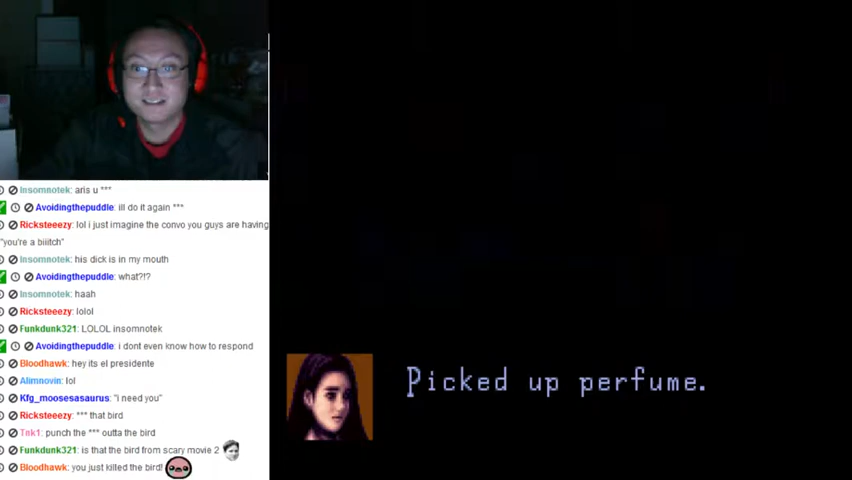 Insomnotek: aris u ***
Avoidingthepuddle: ill do it again ***
Ricksteeezy: lol i just imagine the convo you guys are having
"you're a biiitch"
Insomnotek: his dick is in my mouth
Avoidingthepuddle: what?!?
Insomnotek: haah
Ricksteeezy: lolol
Funkdunk321: LOLOL insomnotek
Avoidingthepuddle: i dont even know how to respond
Bloodhawk: hey its el presidente
Alimnovin: lol
Kfg_moosesasaurus: "i need you"
Ricksteeezy: *** that bird
Tnk1: punch the *** outta the bird
Funkdunk321: is that the bird from scary movie 2
Bloodhawk: you just killed the bird!
Picked up perfume.